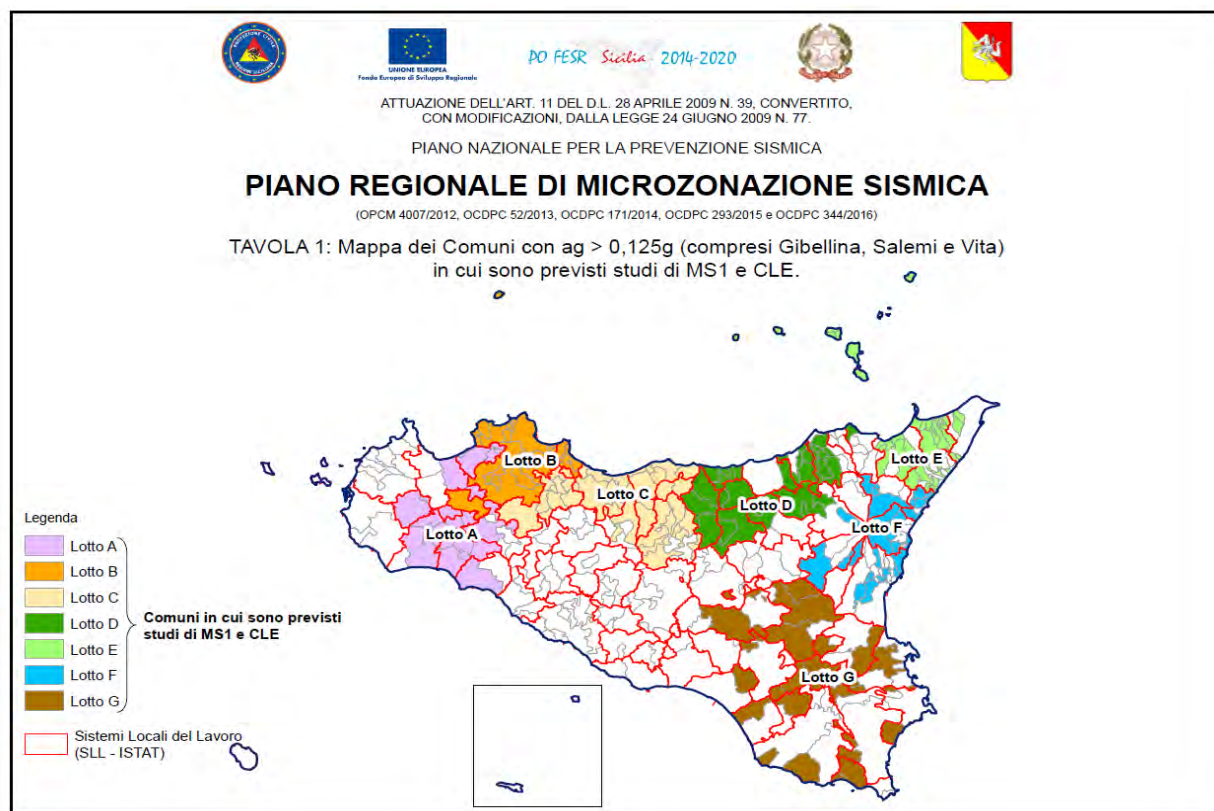 PROTEZIONE CIVILE
UNIONE EUROPEA
Fondo Europeo di Sviluppo Regionale
PO FESR Sicilia 2014-2020
ATTUAZIONE DELL'ART. 11 DEL D.L. 28 APRILE 2009 N. 39, CONVERTITO,
CON MODIFICAZIONI, DALLA LEGGE 24 GIUGNO 2009 N. 77.
PIANO NAZIONALE PER LA PREVENZIONE SISMICA
PIANO REGIONALE DI MICROZONAZIONE SISMICA
(OPCM 4007/2012, OCDPC 52/2013, OCDPC 171/2014, OCDPC 293/2015 e OCDPC 344/2016)
TAVOLA 1: Mappa dei Comuni con ag > 0,125g (compresi Gibellina, Salemi e Vita)
in cui sono previsti studi di MS1 e CLE.
Lotto B
Lotto E
Lotto C
Lotto D
Lotto A
Lotto F
Lotto G
Legenda
Lotto A
Lotto B
Lotto C
Lotto D
Lotto E
Lotto F
Lotto G
Comuni in cui sono previsti
studi di MS1 e CLE
Sistemi Locali del Lavoro
(SLL - ISTAT)